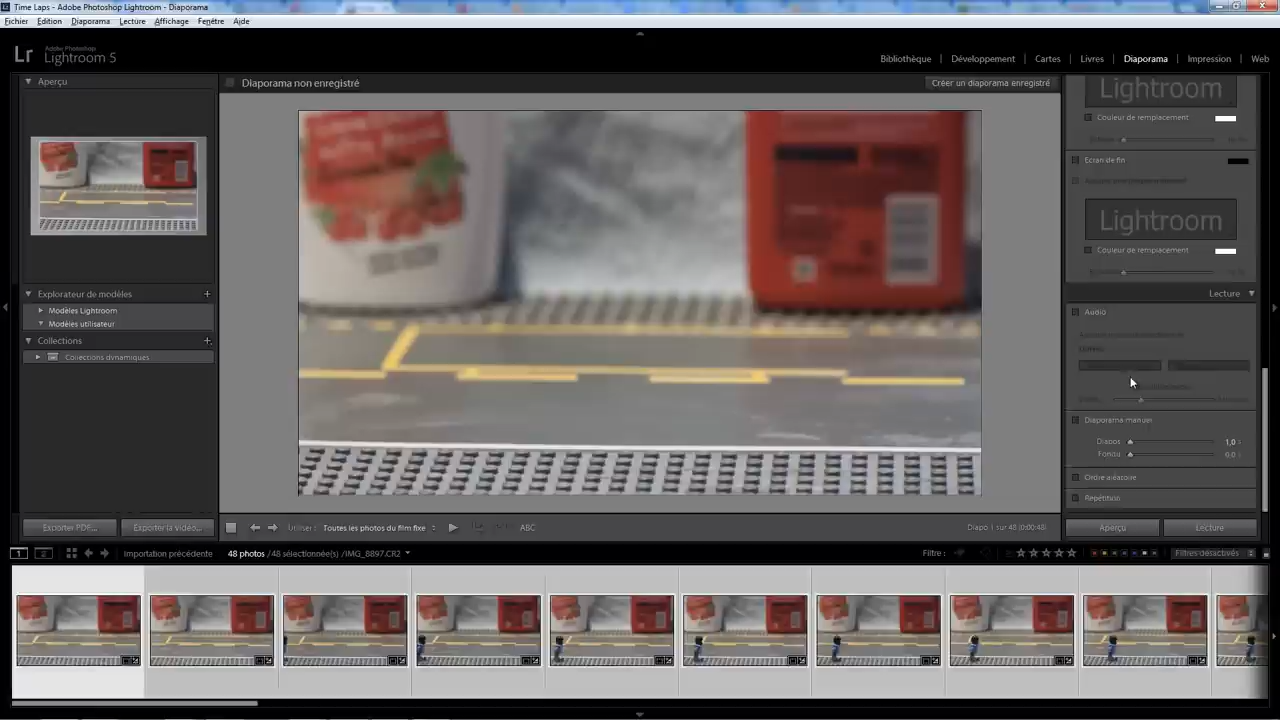 Time Laps - Adobe Photoshop Lightroom - Diaporama
Fichier Edition Diaporama Lecture Affichage Fenêtre Aide
Lr Adobe Photoshop
Lightroom 5
Bibliothèque Développement Cartes Livres Diaporama Impression Web
Aperçu
Diaporama non enregistré
Créer un diaporama enregistré
Lightroom
Couleur de remplacement
Ecran de fin
Lightroom
Couleur de remplacement
Explorateur de modèles
Modèles Lightroom
Modèles utilisateur
Collections
Collections dynamiques
Lecture
Audio
Diaporama manuel
Diapos 1,0
Fondu 0,0
Ordre aléatoire
Répétition
Exporter PDF... Exporter la vidéo...
Utiliser : Toutes les photos du film fixe
ABC
Diapo 1 sur 48 (0:00:48)
Aperçu Lecture
1 2 Importation précédente 48 photos / 48 sélectionnée(s) /IMG_8897.CR2
Filtre : Filtres désactivés